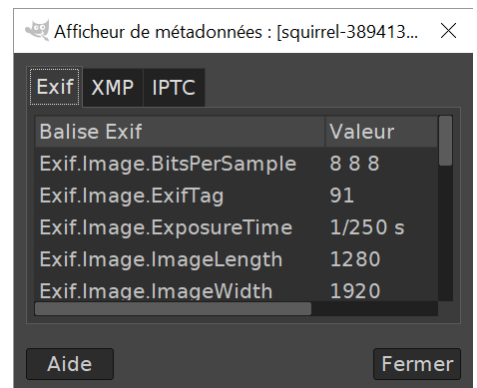 Afficheur de métadonnées : [squirrel-389413...
Exif XMP IPTC
Balise Exif Valeur
Exif.Image.BitsPerSample 8 8 8
Exif.Image.ExifTag 91
Exif.Image.ExposureTime 1/250 s
Exif.Image.ImageLength 1280
Exif.Image.ImageWidth 1920
Aide Fermer